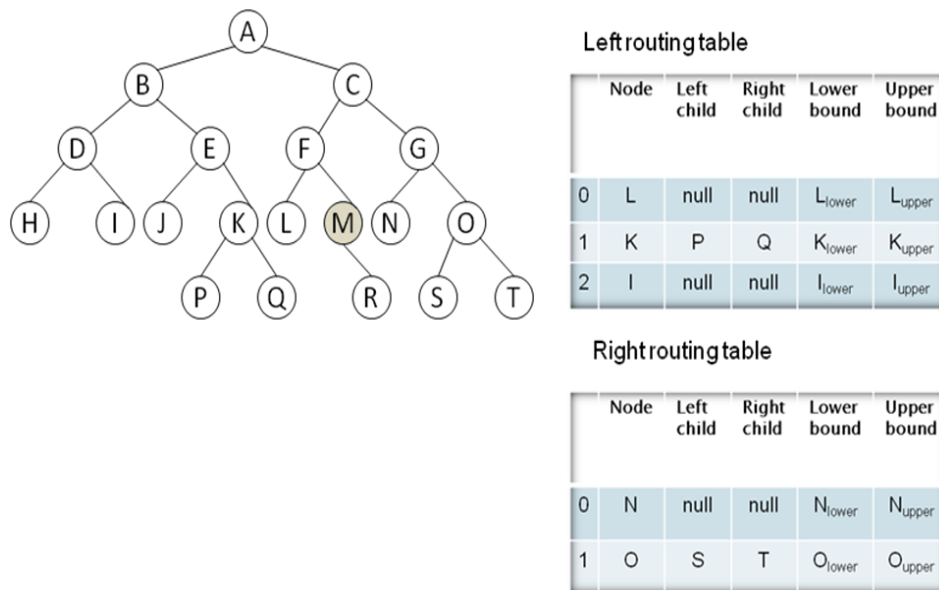 A
B C
D E F G
H I J K L M N O
P Q R S T
Left routing table
Node Left child Right child Lower bound Upper bound
0 L null null Llower Lupper
1 K P Q Klower Kupper
2 I null null Ilower Iupper
Right routing table
Node Left child Right child Lower bound Upper bound
0 N null null Nlower Nupper
1 O S T Olower Oupper